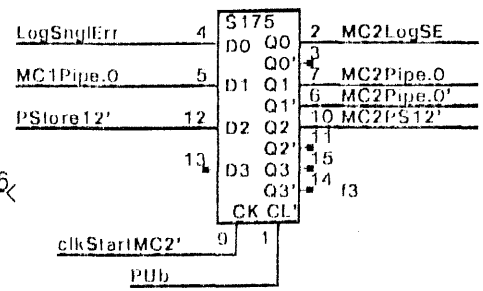 S175
LogSnglErr 4 D0 Q0 2 MC2LogSE
Q0' 3
MC1Pipe.0 5 D1 Q1 7 MC2Pipe.0
Q1' 6 MC2Pipe.0'
PStore12' 12 D2 Q2 10 MC2PS12'
Q2' 11
13 D3 Q3 15
Q3' 14 f3
CK CL'
clkStartMC2' 9 1
PUb